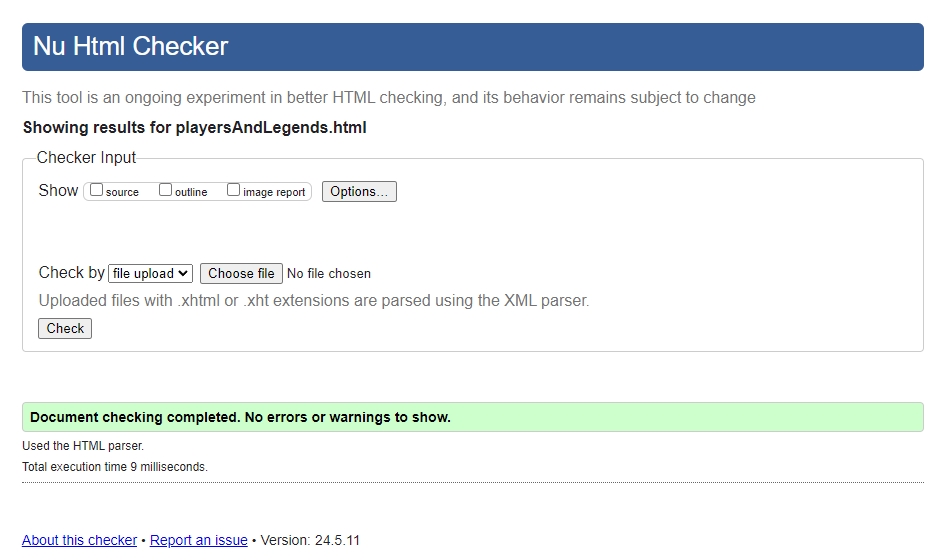 Nu Html Checker
This tool is an ongoing experiment in better HTML checking, and its behavior remains subject to change
Showing results for playersAndLegends.html
Checker Input
Show source outline image report Options...
Check by file upload Choose file No file chosen
Uploaded files with .xhtml or .xht extensions are parsed using the XML parser.
Check
Document checking completed. No errors or warnings to show.
Used the HTML parser.
Total execution time 9 milliseconds.
About this checker • Report an issue • Version: 24.5.11